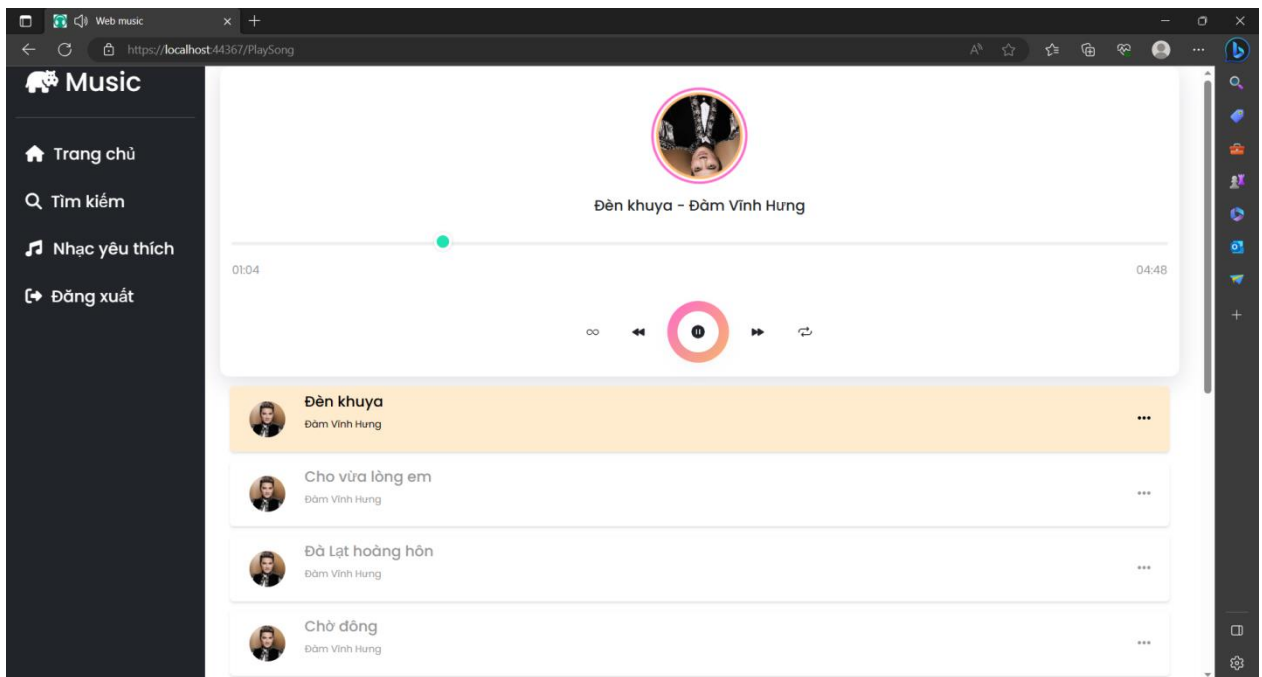 Web music
https://localhost:44367/PlaySong
Music
Trang chủ
Tìm kiếm
Nhạc yêu thích
Đăng xuất
Đèn khuya - Đàm Vĩnh Hưng
01:04
04:48
Đèn khuya
Đàm Vĩnh Hưng
Cho vừa lòng em
Đàm Vĩnh Hưng
Đà Lạt hoàng hôn
Đàm Vĩnh Hưng
Chờ đông
Đàm Vĩnh Hưng